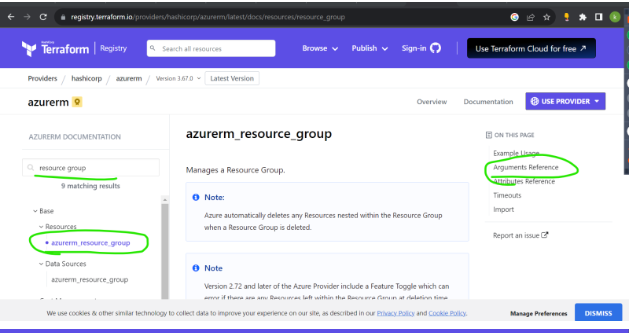 registry.terraform.io/providers/hashicorp/azurerm/latest/docs/resources/resource_group
HashiCorp
Terraform | Registry
Search all resources
Browse
Publish
Sign-in
Use Terraform Cloud for free
Providers / hashicorp / azurerm / Version 3.67.0
Latest Version
azurerm
Overview
Documentation
USE PROVIDER
AZURERM DOCUMENTATION
resource group
9 matching results
Base
Resources
azurerm_resource_group
Data Sources
azurerm_resource_group
azurerm_resource_group
Manages a Resource Group.
Note:
Azure automatically deletes any Resources nested within the Resource Group
when a Resource Group is deleted.
Note
Version 2.72 and later of the Azure Provider include a Feature Toggle which can
error if there are any Resources left within the Resource Group at deletion time
ON THIS PAGE
Example Usage
Arguments Reference
Attributes Reference
Timeouts
Import
Report an issue
We use cookies & other similar technology to collect data to improve your experience on our site, as described in our Privacy Policy and Cookie Policy.
Manage Preferences
DISMISS